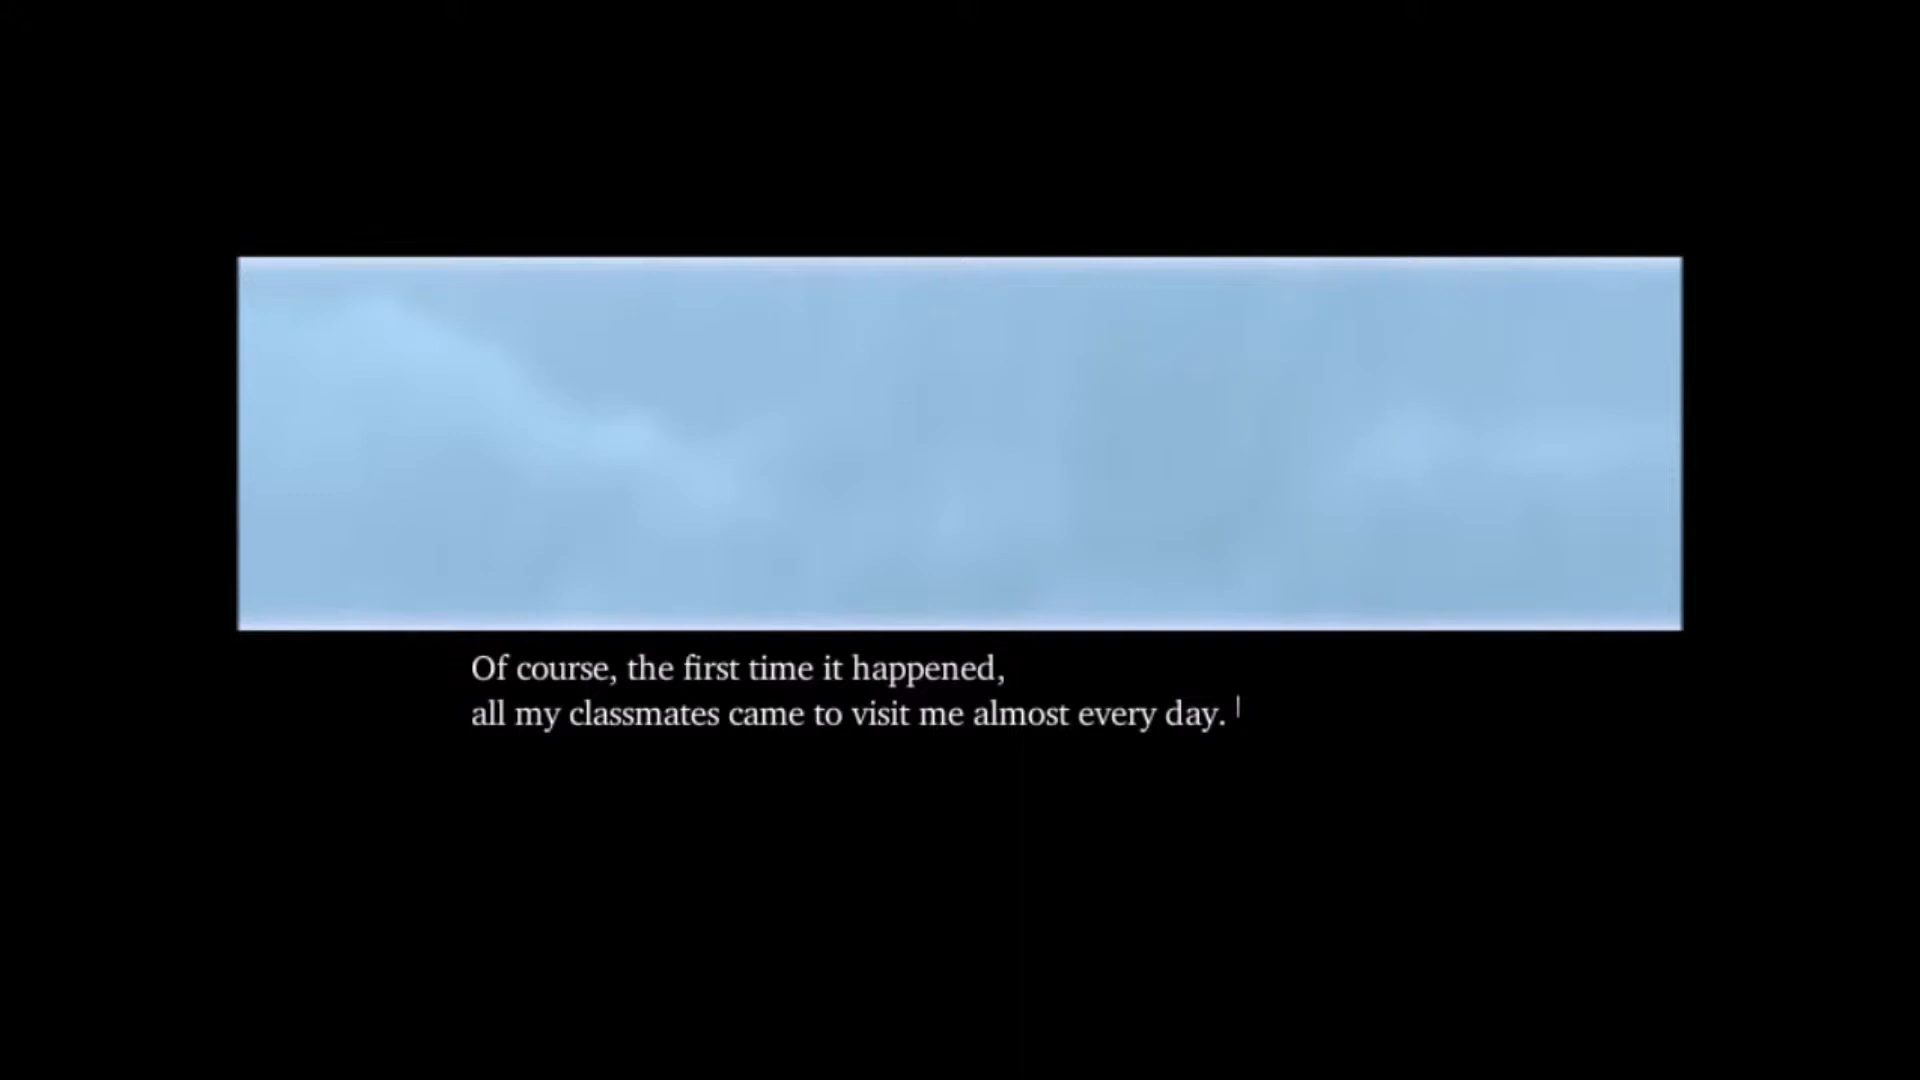 Of course, the first time it happened,
all my classmates came to visit me almost every day.